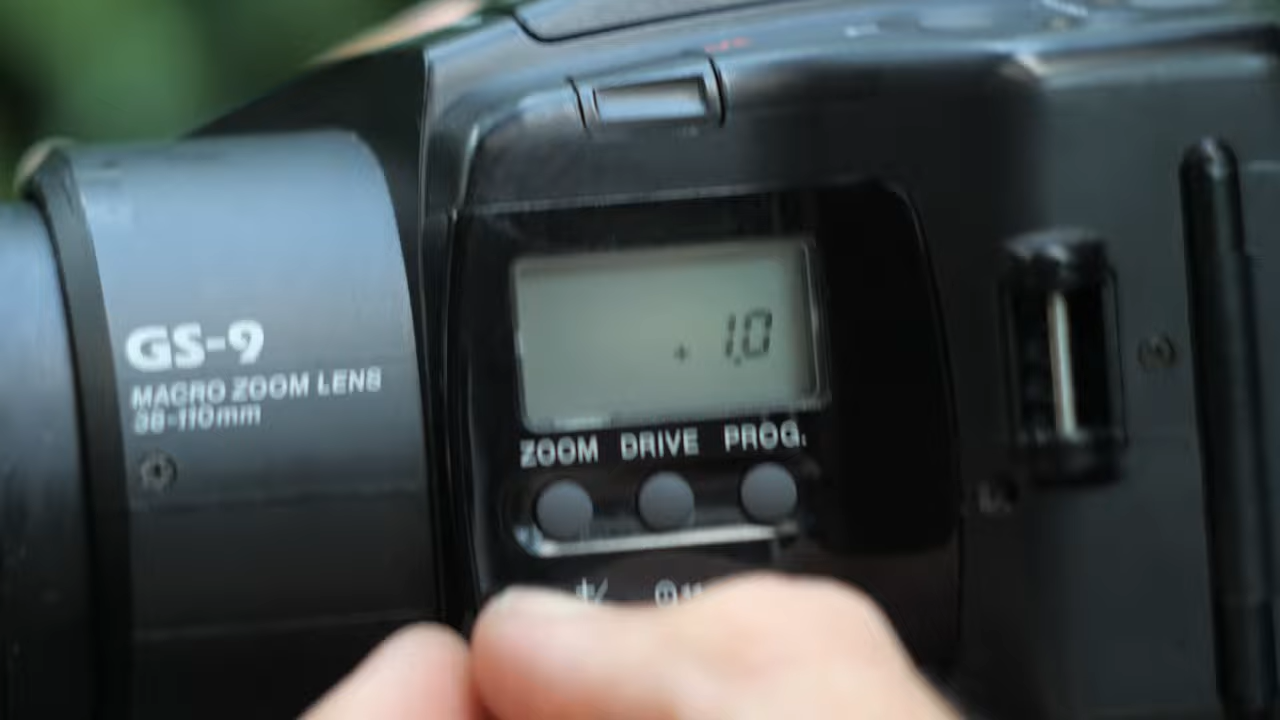 GS-9
MACRO ZOOM LENS
38-110mm
+ 1.0
ZOOM DRIVE PROG.
+/-